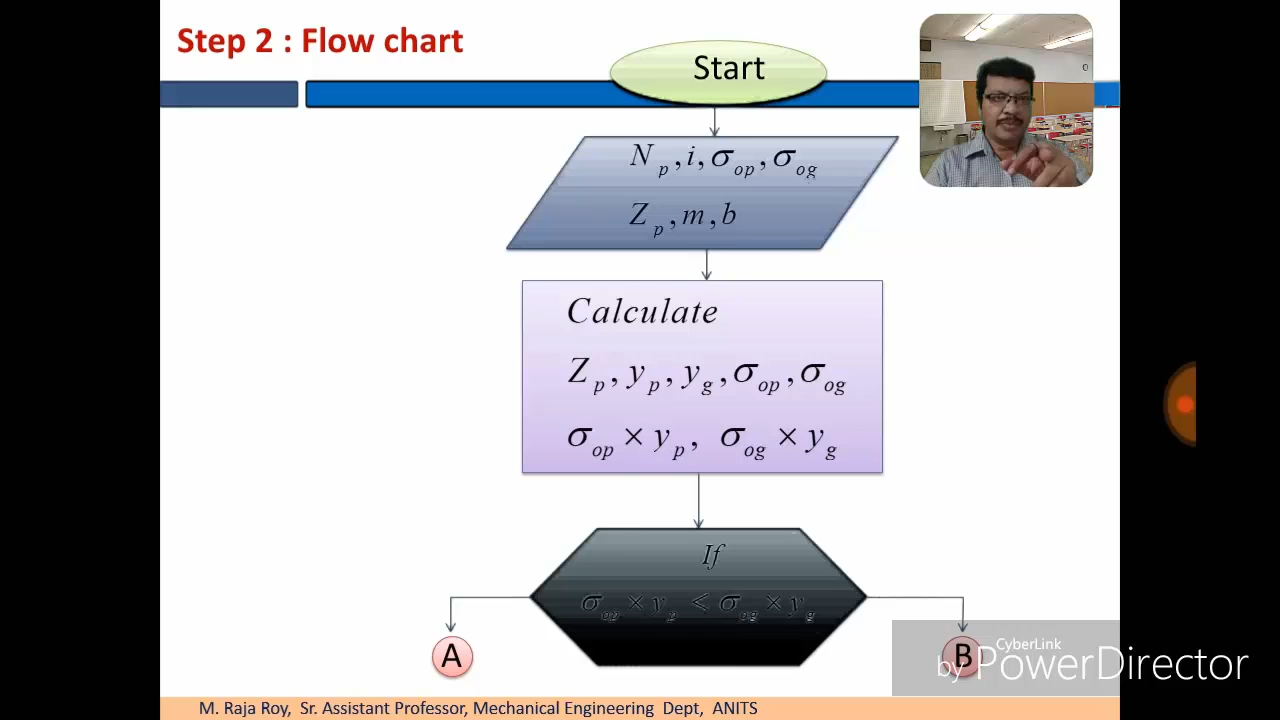 Step 2 : Flow chart
Start
N_p, i, σ_op, σ_og
Z_p, m, b
Calculate
Z_p, y_p, y_g, σ_op, σ_og
σ_op × y_p, σ_og × y_g
If
σ_op × y_p < σ_og × y_g
A
B
CyberLink
by PowerDirector
M. Raja Roy, Sr. Assistant Professor, Mechanical Engineering Dept, ANITS